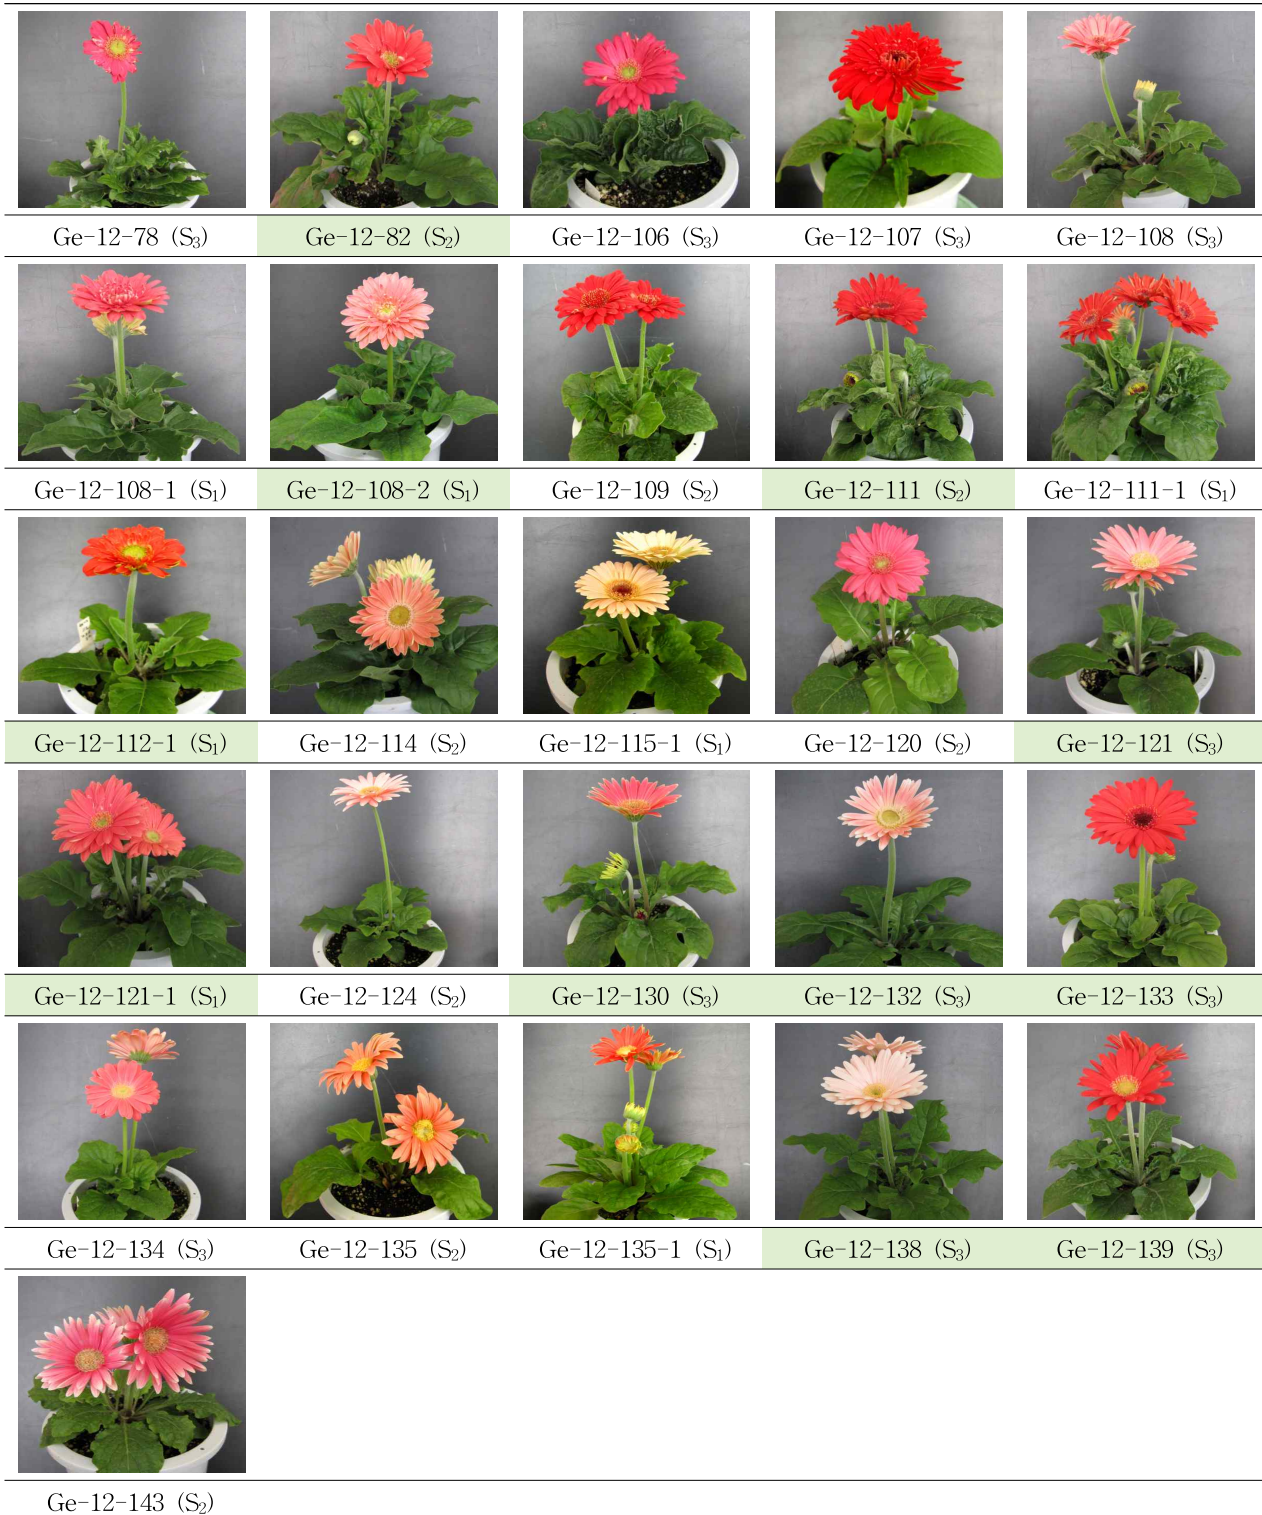 Ge-12-78 (S₃) Ge-12-82 (S₂) Ge-12-106 (S₃) Ge-12-107 (S₃) Ge-12-108 (S₃)
Ge-12-108-1 (S₁) Ge-12-108-2 (S₁) Ge-12-109 (S₂) Ge-12-111 (S₂) Ge-12-111-1 (S₁)
Ge-12-112-1 (S₁) Ge-12-114 (S₂) Ge-12-115-1 (S₁) Ge-12-120 (S₂) Ge-12-121 (S₃)
Ge-12-121-1 (S₁) Ge-12-124 (S₂) Ge-12-130 (S₃) Ge-12-132 (S₃) Ge-12-133 (S₃)
Ge-12-134 (S₃) Ge-12-135 (S₂) Ge-12-135-1 (S₁) Ge-12-138 (S₃) Ge-12-139 (S₃)
Ge-12-143 (S₂)